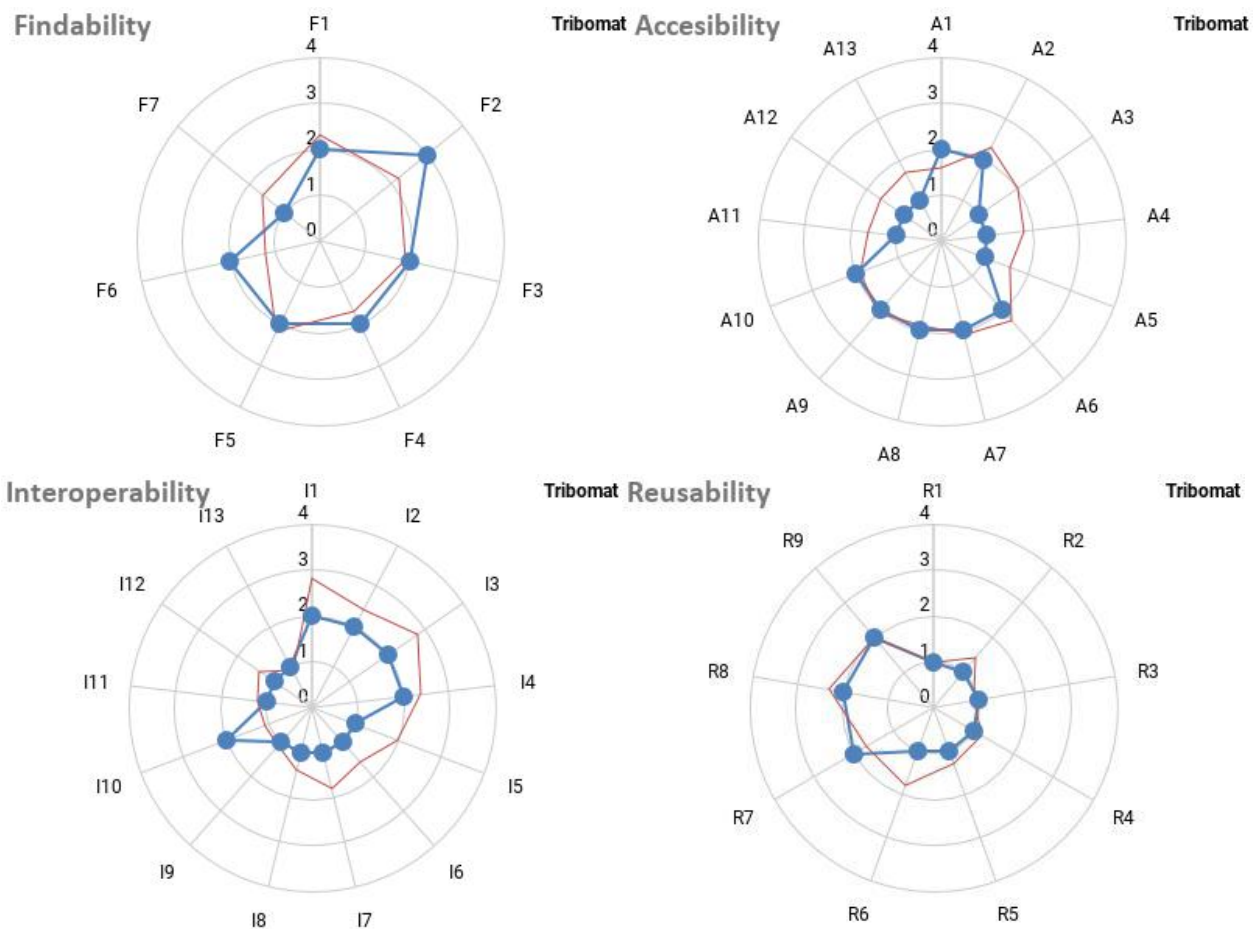 Findability
Tribomat
F1
4
3
2
1
0
F2
F3
F4
F5
F6
F7
Accesibility
Tribomat
A1
4
3
2
1
0
A2
A3
A4
A5
A6
A7
A8
A9
A10
A11
A12
A13
Interoperability
Tribomat
I1
4
3
2
1
0
I2
I3
I4
I5
I6
I7
I8
I9
I10
I11
I12
I13
Reusability
Tribomat
R1
4
3
2
1
0
R2
R3
R4
R5
R6
R7
R8
R9